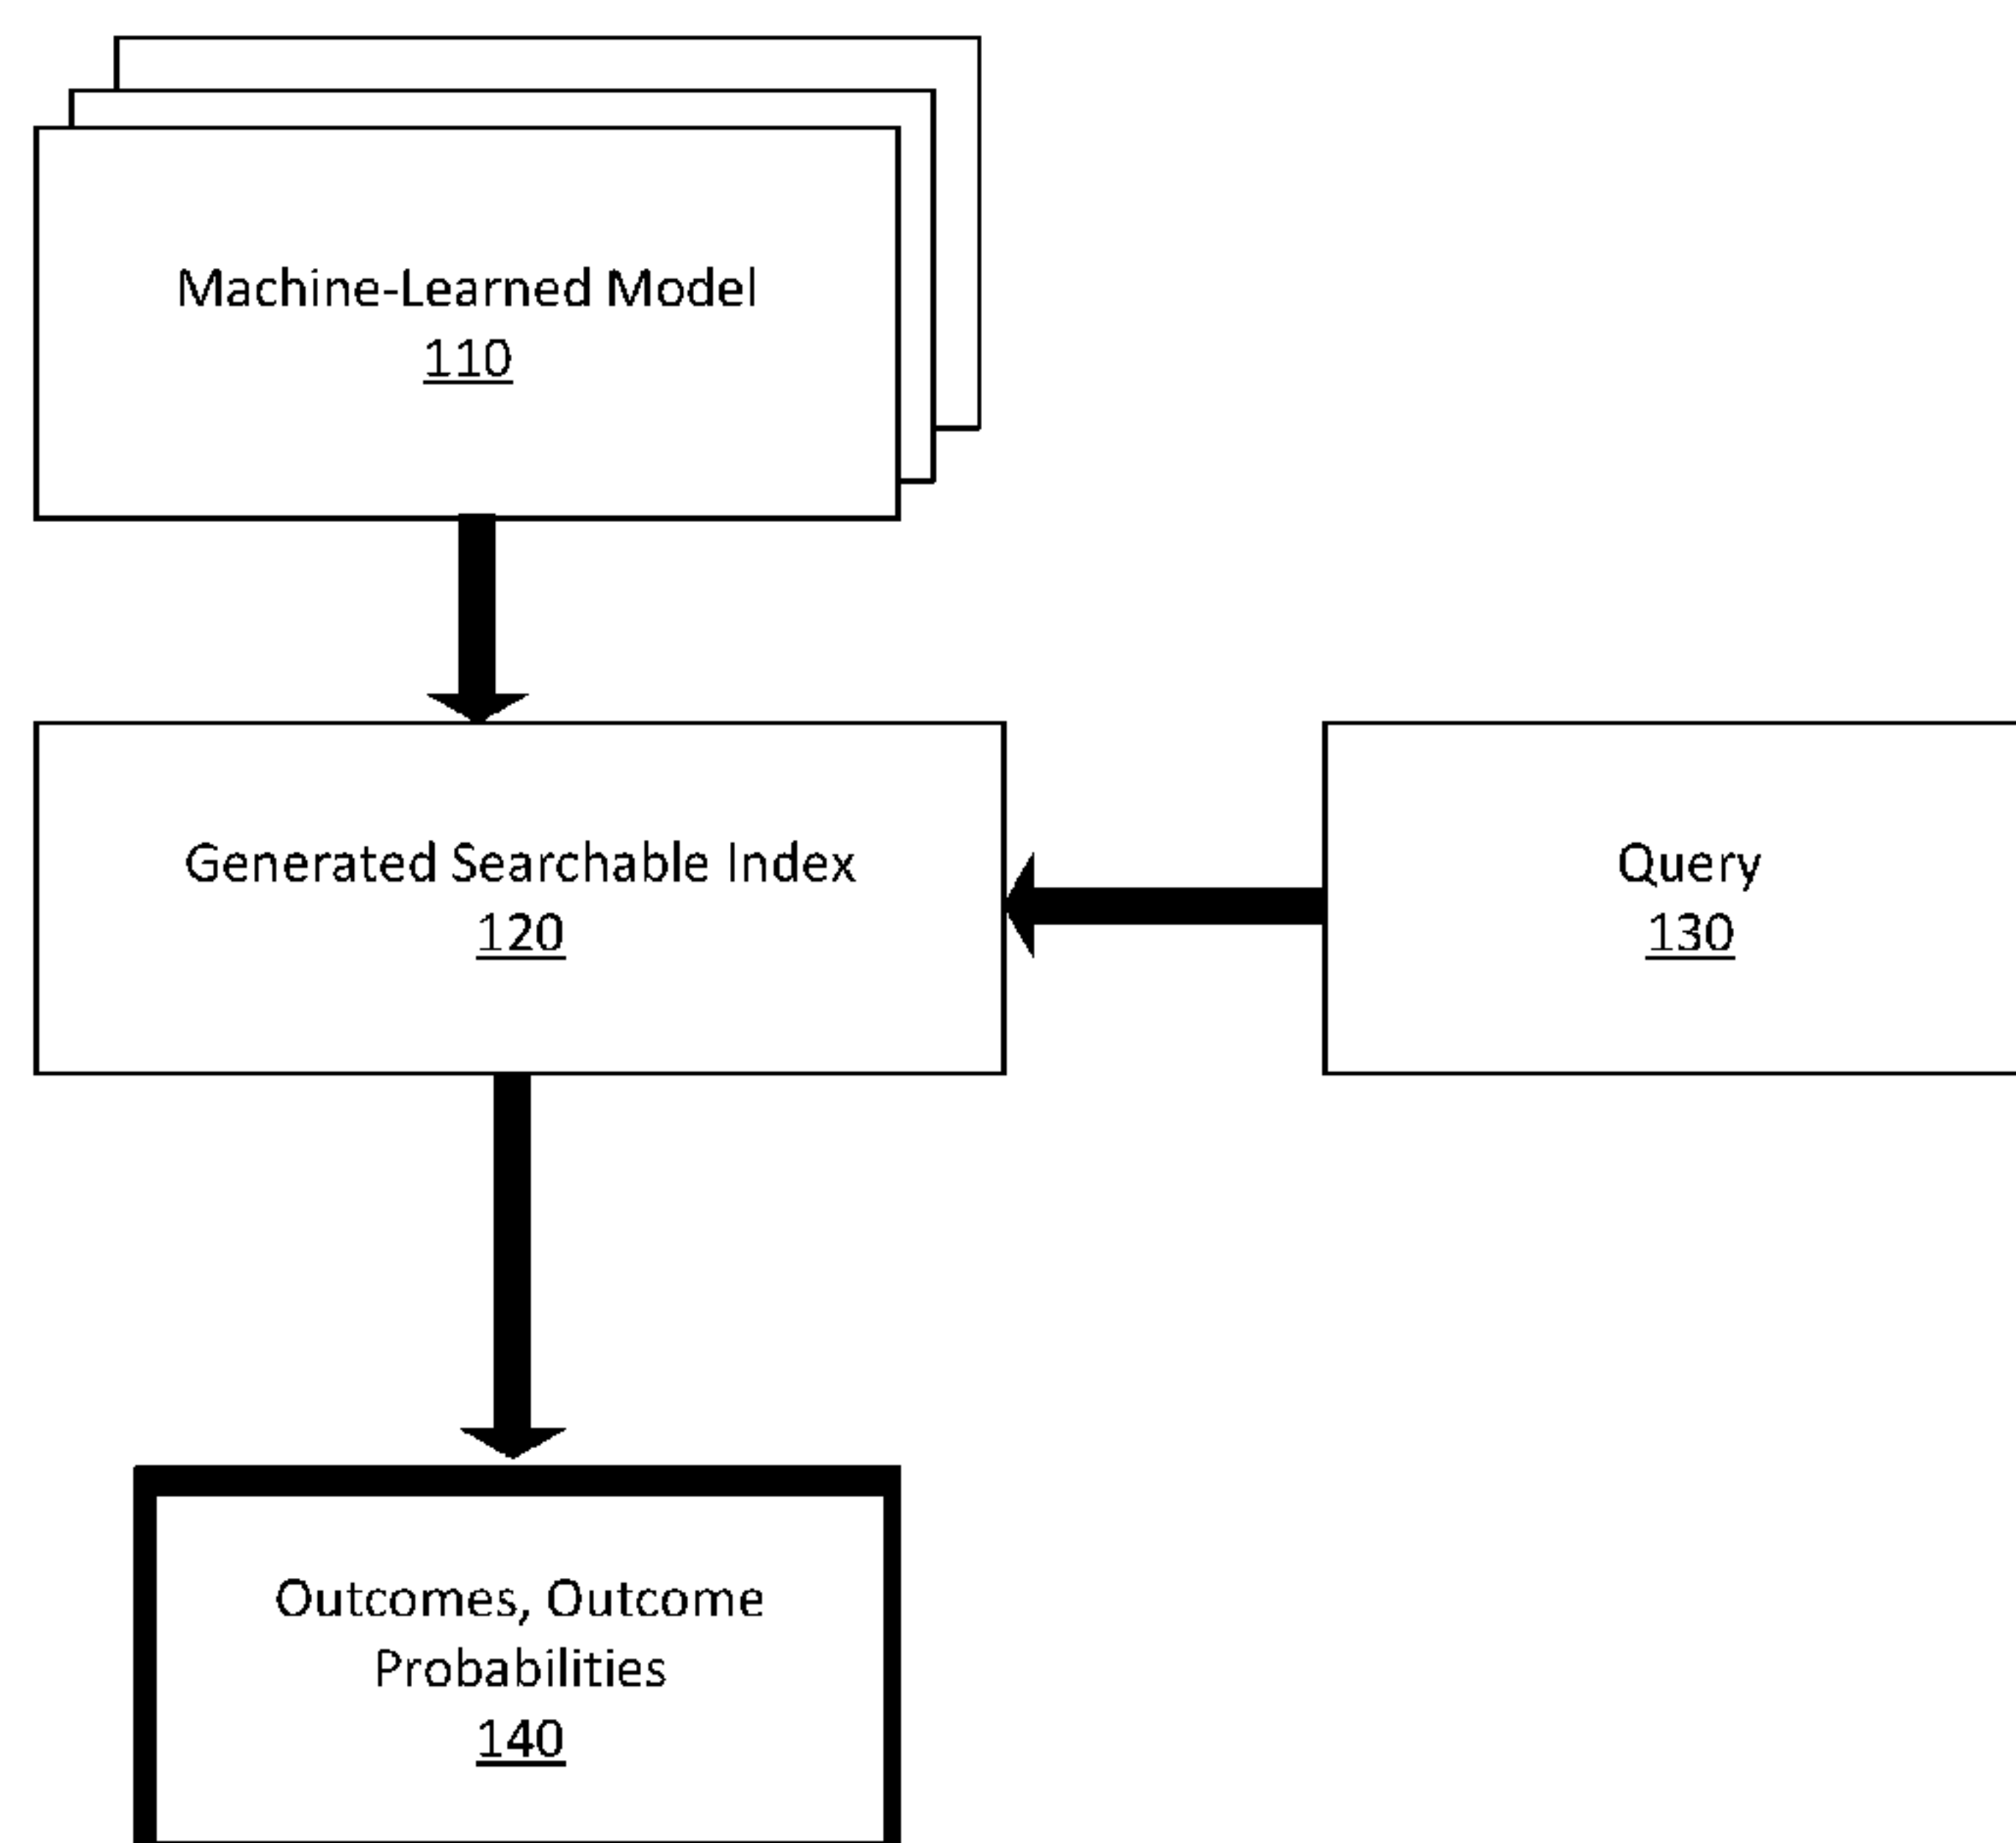 Machine-Learned Model
110
Generated Searchable Index
120
Query
130
Outcomes, Outcome
Probabilities
140